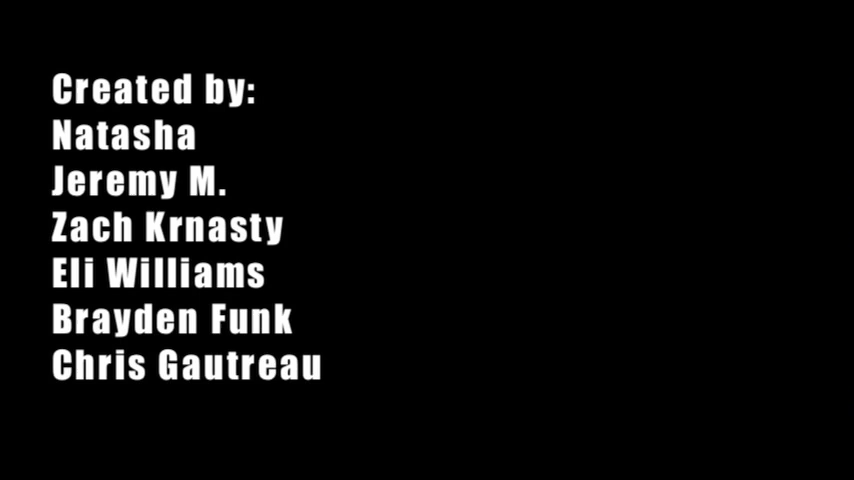 Created by:
Natasha
Jeremy M.
Zach Krnasty
Eli Williams
Brayden Funk
Chris Gautreau